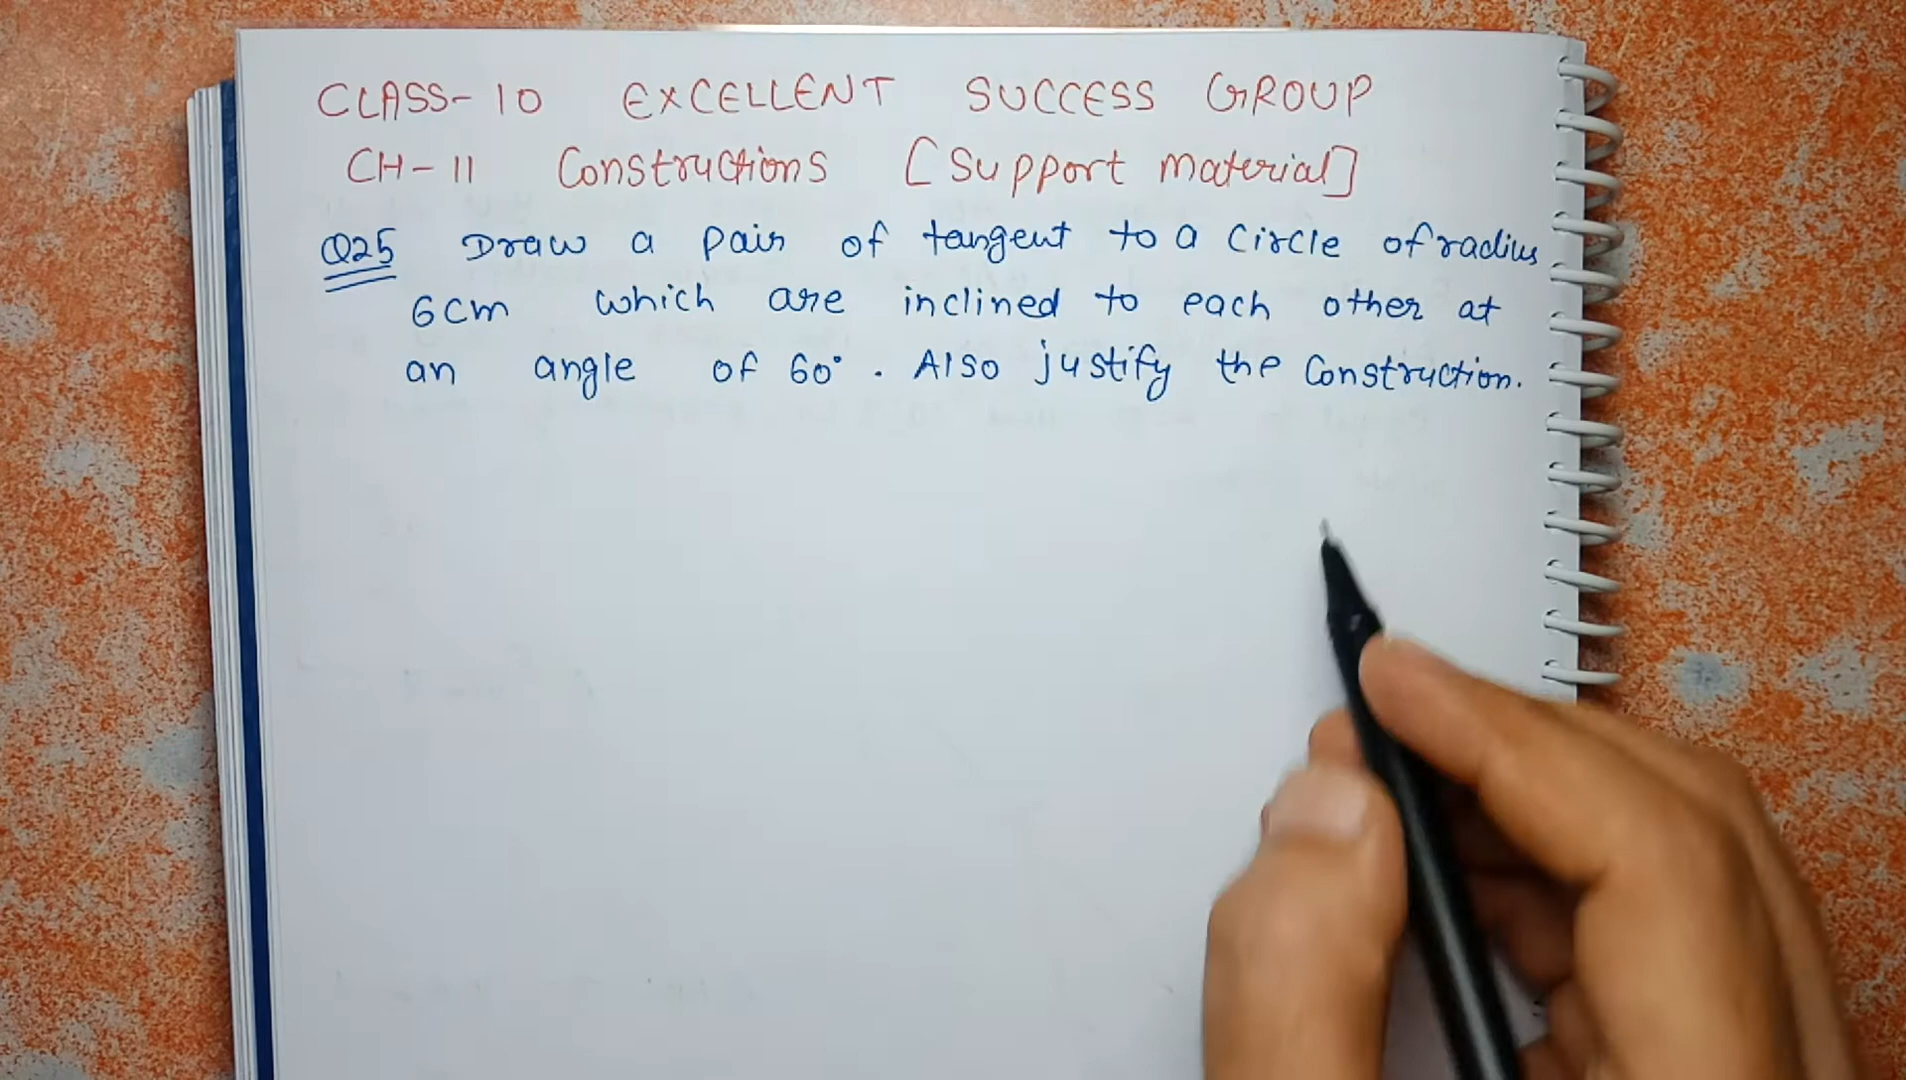 CLASS-10 EXCELLENT SUCCESS GROUP
CH-11 Constructions [Support Material]
Q25 Draw a pair of tangent to a Circle of radius
6cm which are inclined to each other at
an angle of 60°. Also justify the Construction.